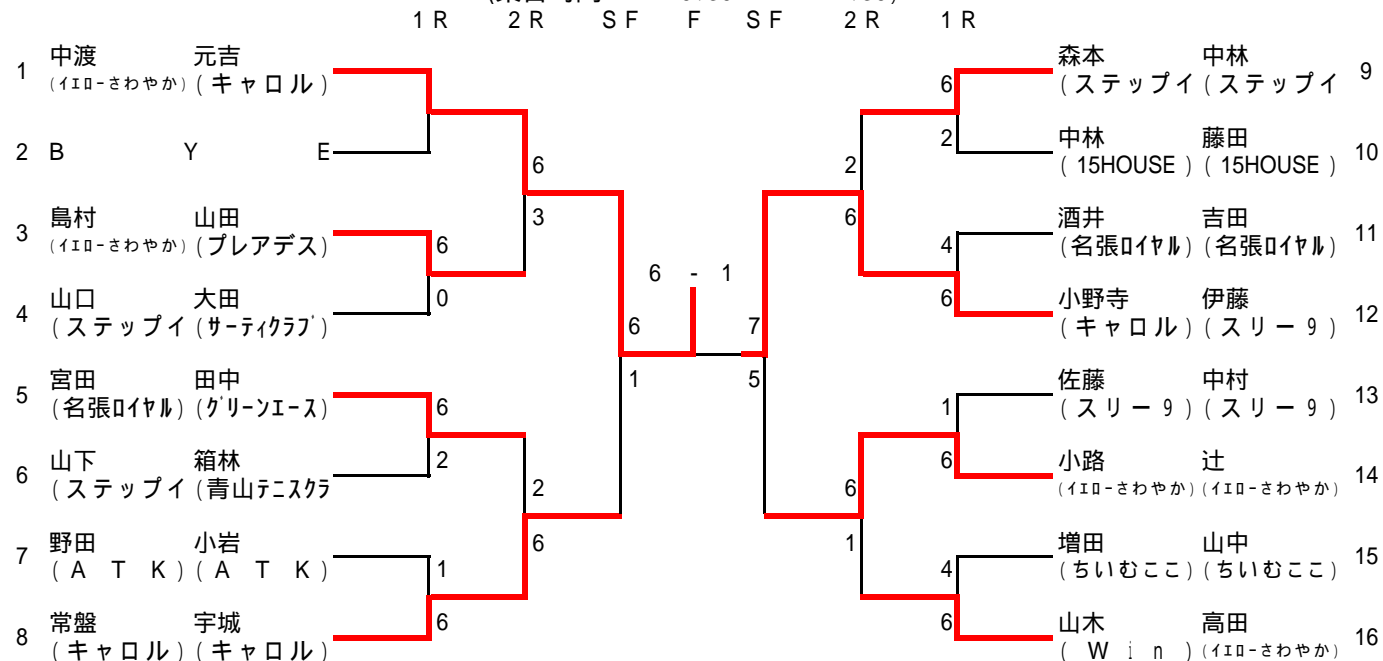 1 R 2 R S F F S F 2 R 1 R
1 中渡 元吉
(イエローさわやか) (キャロル)
2 B Y E
3 島村 山田
(イエローさわやか) (プレアデス)
4 山口 大田
(ステップイ (サーティクラブ)
5 宮田 田中
(名張ロイヤル) (グリーンエース)
6 山下 箱林
(ステップイ (青山テニスクラ
7 野田 小岩
(A T K) (A T K)
8 常盤 宇城
(キャロル) (キャロル)
6
0
6
2
1
6
6
3
2
6
6
1
6 - 1
7
5
2
6
6
1
6
2
4
6
1
6
4
6
森本 中林 9
(ステップイ (ステップイ
中林 藤田 10
(15HOUSE) (15HOUSE)
酒井 吉田 11
(名張ロイヤル) (名張ロイヤル)
小野寺 伊藤 12
(キャロル) (スリー9)
佐藤 中村 13
(スリー9) (スリー9)
小路 辻 14
(イエローさわやか) (イエローさわやか)
増田 山中 15
(ちいむここ) (ちいむここ)
山木 高田 16
(Win) (イエローさわやか)